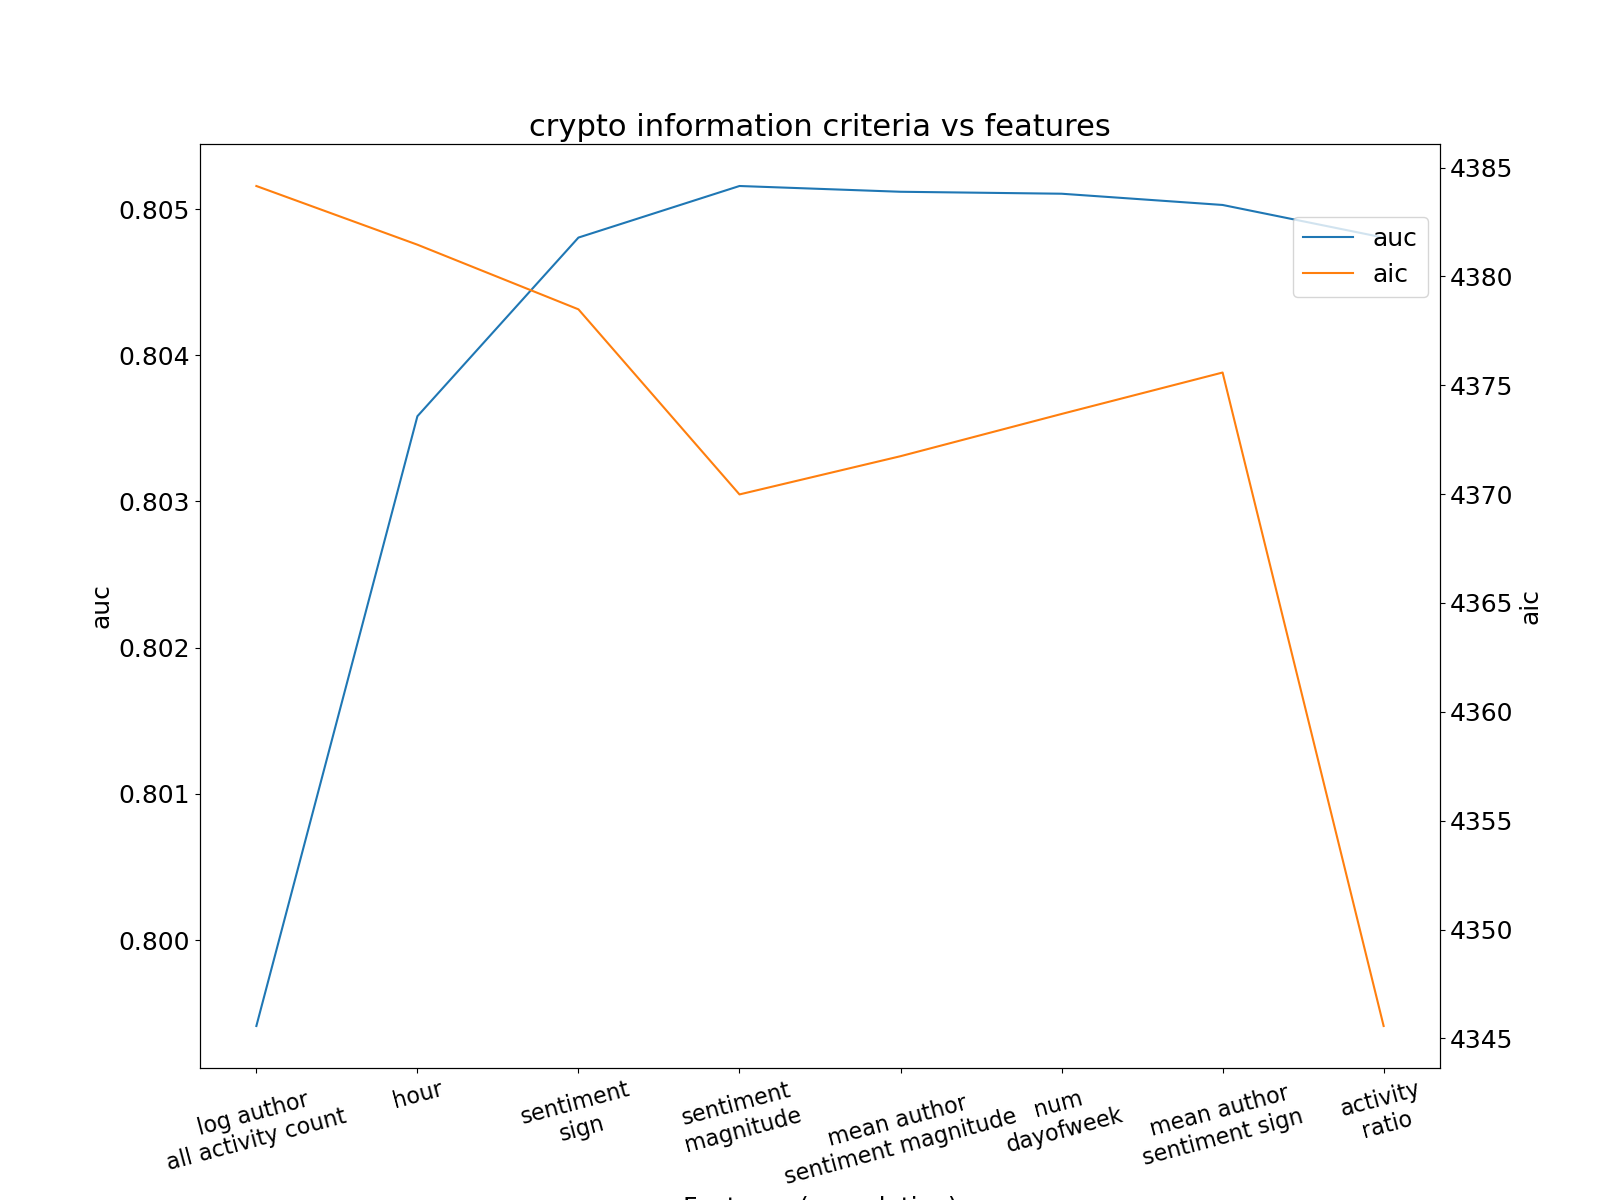 crypto information criteria vs features
0.805
0.804
0.803
0.802
0.801
0.800
auc
4385
4380
4375
4370
4365
4360
4355
4350
4345
aic
auc
aic
log author
all activity count
hour
sentiment
sign
sentiment
magnitude
mean author
sentiment magnitude
num
dayofweek
mean author
sentiment sign
activity
ratio